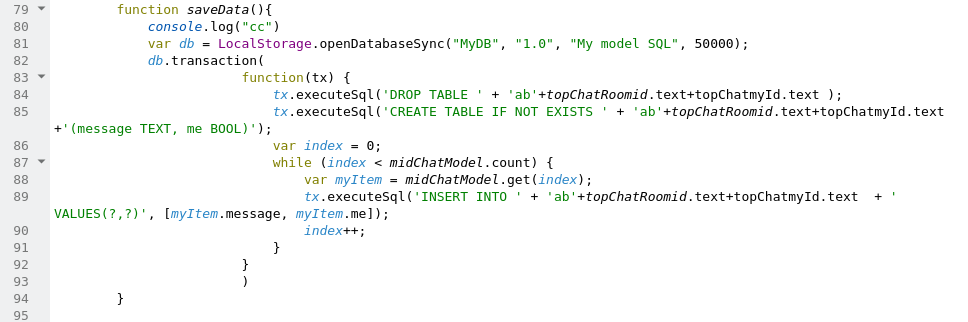 79 function saveData(){
80 console.log("cc")
81 var db = LocalStorage.openDatabaseSync("MyDB", "1.0", "My model SQL", 50000);
82 db.transaction(
83 function(tx) {
84 tx.executeSql('DROP TABLE ' + 'ab'+topChatRoomid.text+topChatmyId.text );
85 tx.executeSql('CREATE TABLE IF NOT EXISTS ' + 'ab'+topChatRoomid.text+topChatmyId.text
+'(message TEXT, me BOOL)');
86 var index = 0;
87 while (index < midChatModel.count) {
88 var myItem = midChatModel.get(index);
89 tx.executeSql('INSERT INTO ' + 'ab'+topChatRoomid.text+topChatmyId.text  + '
VALUES(?,?)', [myItem.message, myItem.me]);
90 index++;
91 }
92 }
93 )
94 }
95